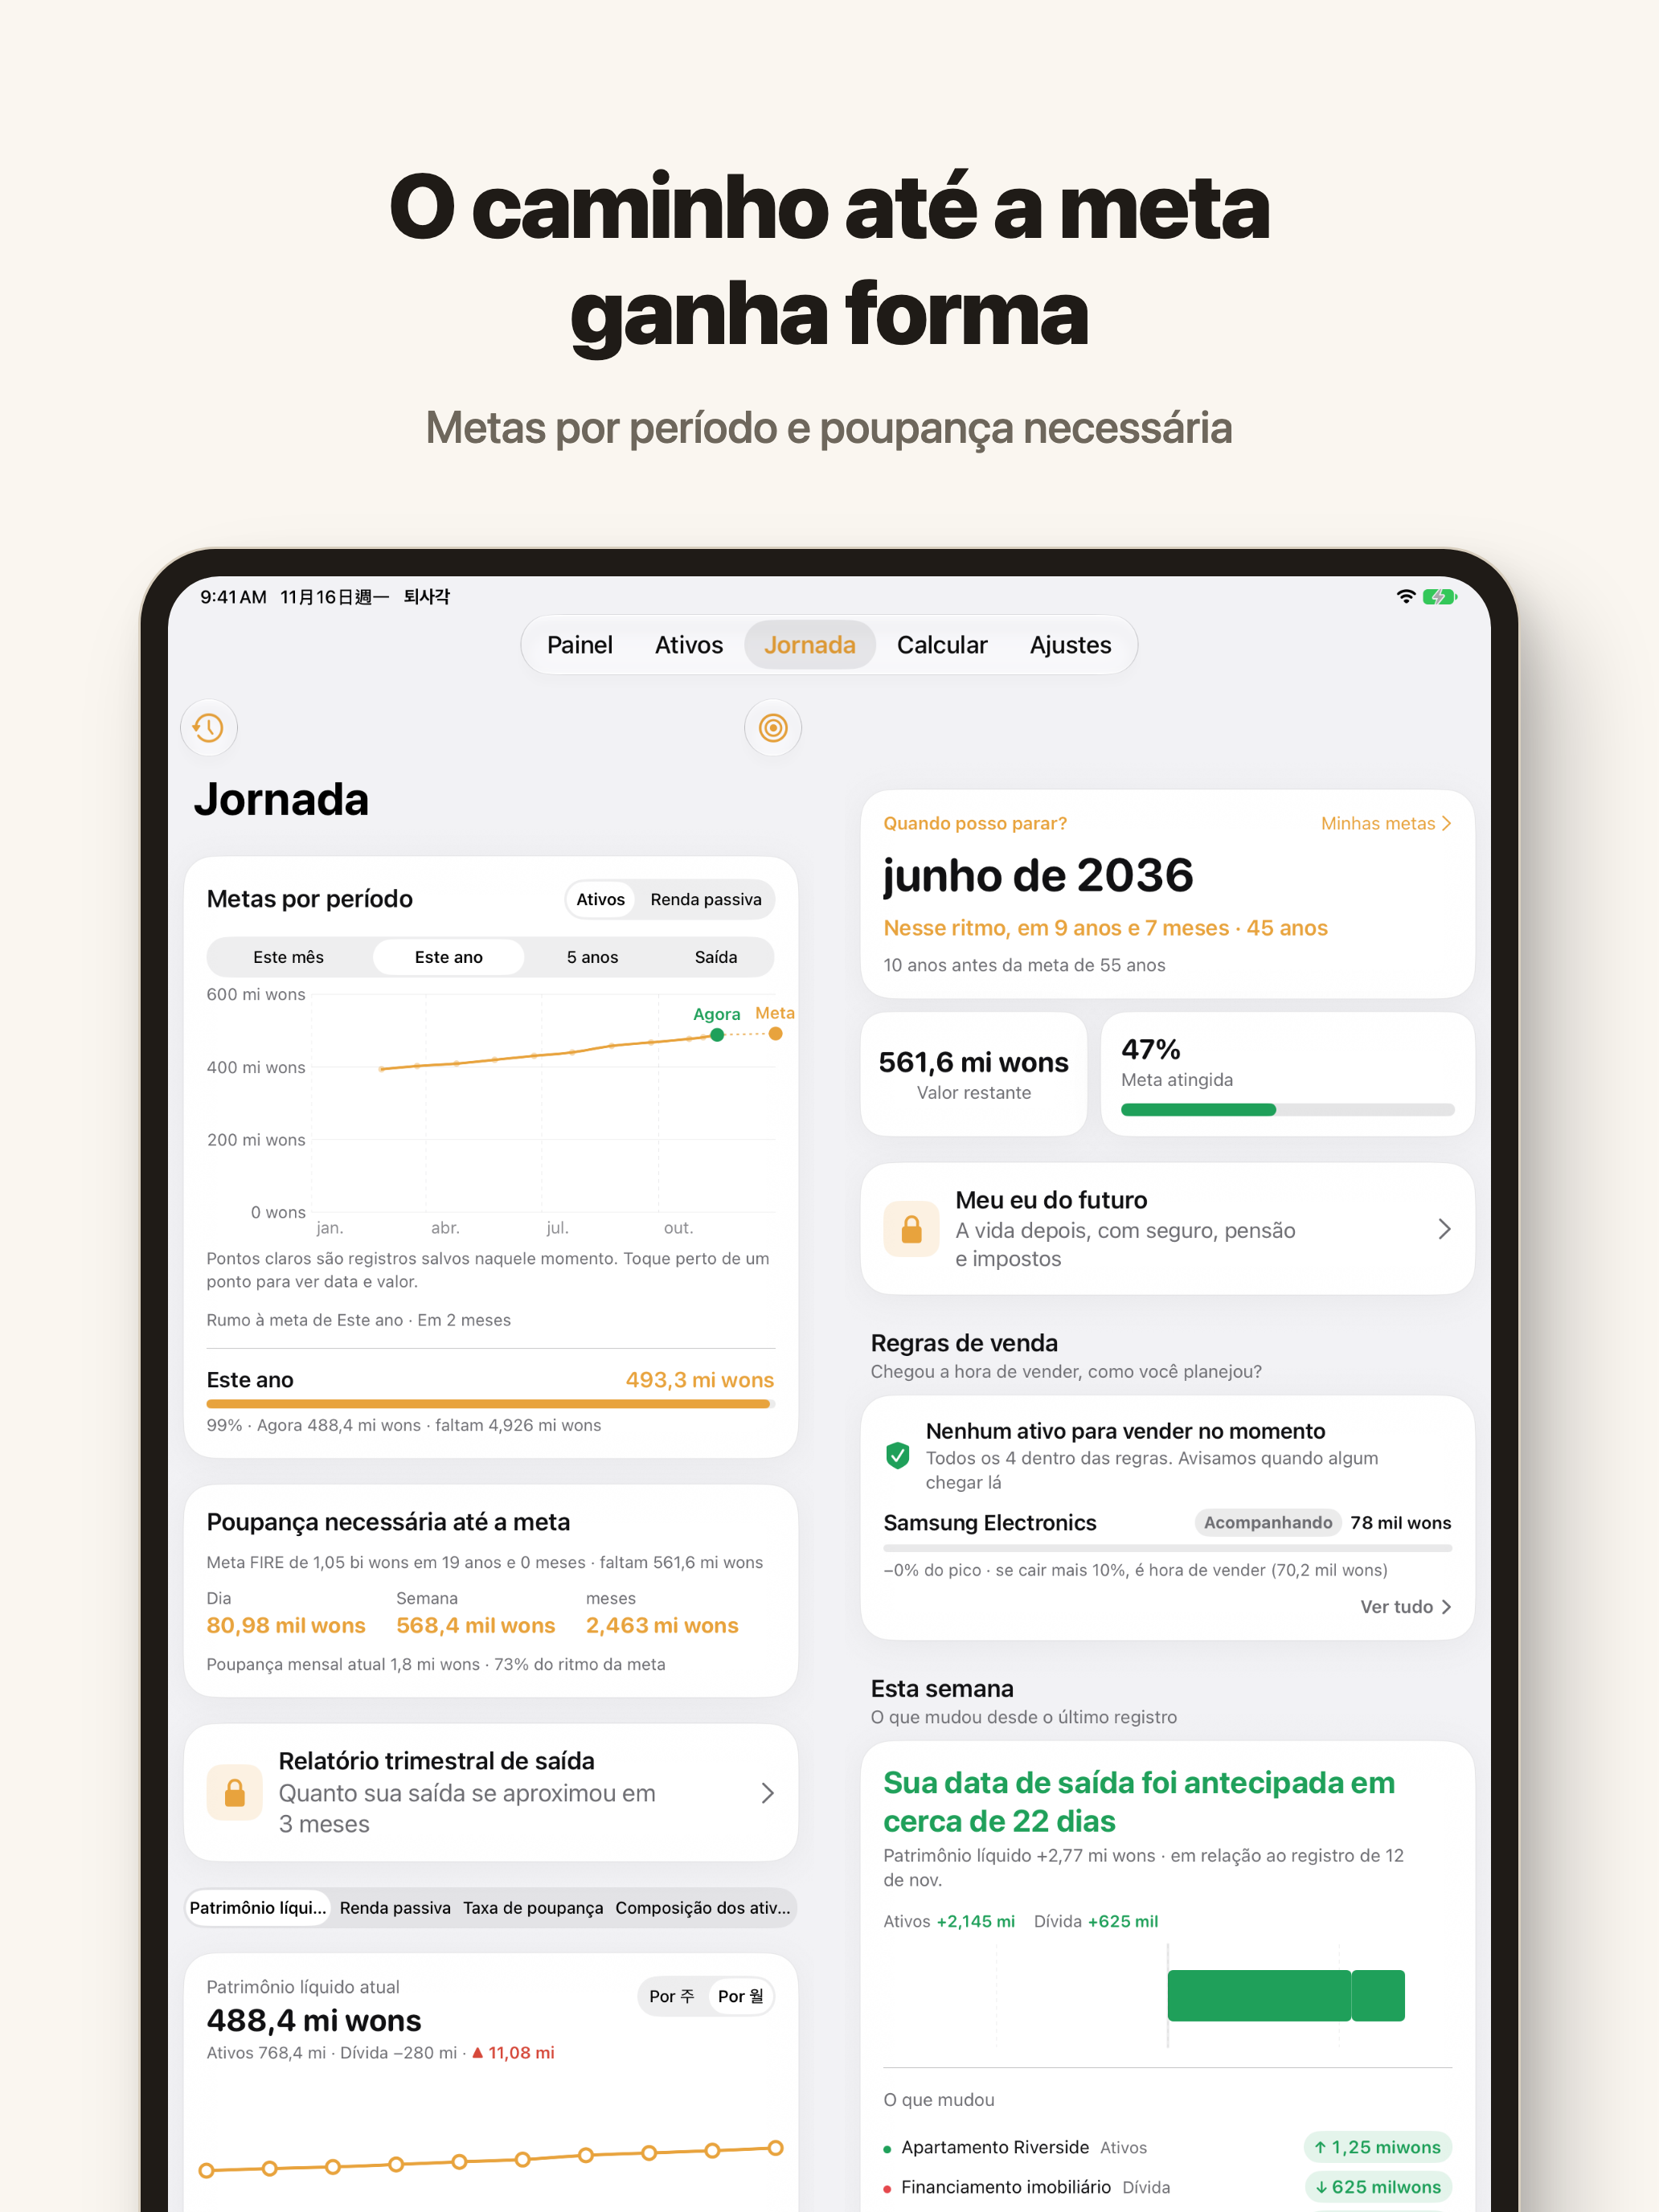 O caminho até a meta
ganha forma
Metas por período e poupança necessária
9:41 AM 11月16日週一 퇴사각
Painel Ativos Jornada Calcular Ajustes
Jornada
Metas por período
Ativos Renda passiva
Este mês Este ano 5 anos Saída
600 mi wons
Agora Meta
400 mi wons
200 mi wons
0 wons
jan. abr. jul. out.
Pontos claros são registros salvos naquele momento. Toque perto de um
ponto para ver data e valor.
Rumo à meta de Este ano · Em 2 meses
Este ano 493,3 mi wons
99% · Agora 488,4 mi wons · faltam 4,926 mi wons
Poupança necessária até a meta
Meta FIRE de 1,05 bi wons em 19 anos e 0 meses · faltam 561,6 mi wons
Dia Semana meses
80,98 mil wons 568,4 mil wons 2,463 mi wons
Poupança mensal atual 1,8 mi wons · 73% do ritmo da meta
Relatório trimestral de saída
Quanto sua saída se aproximou em
3 meses
Patrimônio líqui... Renda passiva Taxa de poupança Composição dos ativ...
Patrimônio líquido atual
Por 주 Por 월
488,4 mi wons
Ativos 768,4 mi · Dívida −280 mi · ▲ 11,08 mi
Quando posso parar? Minhas metas
junho de 2036
Nesse ritmo, em 9 anos e 7 meses · 45 anos
10 anos antes da meta de 55 anos
561,6 mi wons
Valor restante
47%
Meta atingida
Meu eu do futuro
A vida depois, com seguro, pensão
e impostos
Regras de venda
Chegou a hora de vender, como você planejou?
Nenhum ativo para vender no momento
Todos os 4 dentro das regras. Avisamos quando algum
chegar lá
Samsung Electronics Acompanhando 78 mil wons
−0% do pico · se cair mais 10%, é hora de vender (70,2 mil wons)
Ver tudo
Esta semana
O que mudou desde o último registro
Sua data de saída foi antecipada em
cerca de 22 dias
Patrimônio líquido +2,77 mi wons · em relação ao registro de 12
de nov.
Ativos +2,145 mi Dívida +625 mil
O que mudou
Apartamento Riverside Ativos ↑ 1,25 miwons
Financiamento imobiliário Dívida ↓ 625 milwons